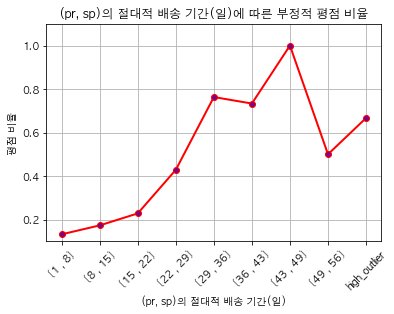 (pr, sp)의 절대적 배송 기간(일)에 따른 부정적 평점 비율
평점 비율
1.0
0.8
0.6
0.4
0.2
(1 , 8)
(8 , 15)
(15 , 22)
(22 , 29)
(29 , 36)
(36 , 43)
(43 , 49)
(49 , 56)
hgh_outlier
(pr, sp)의 절대적 배송 기간(일)